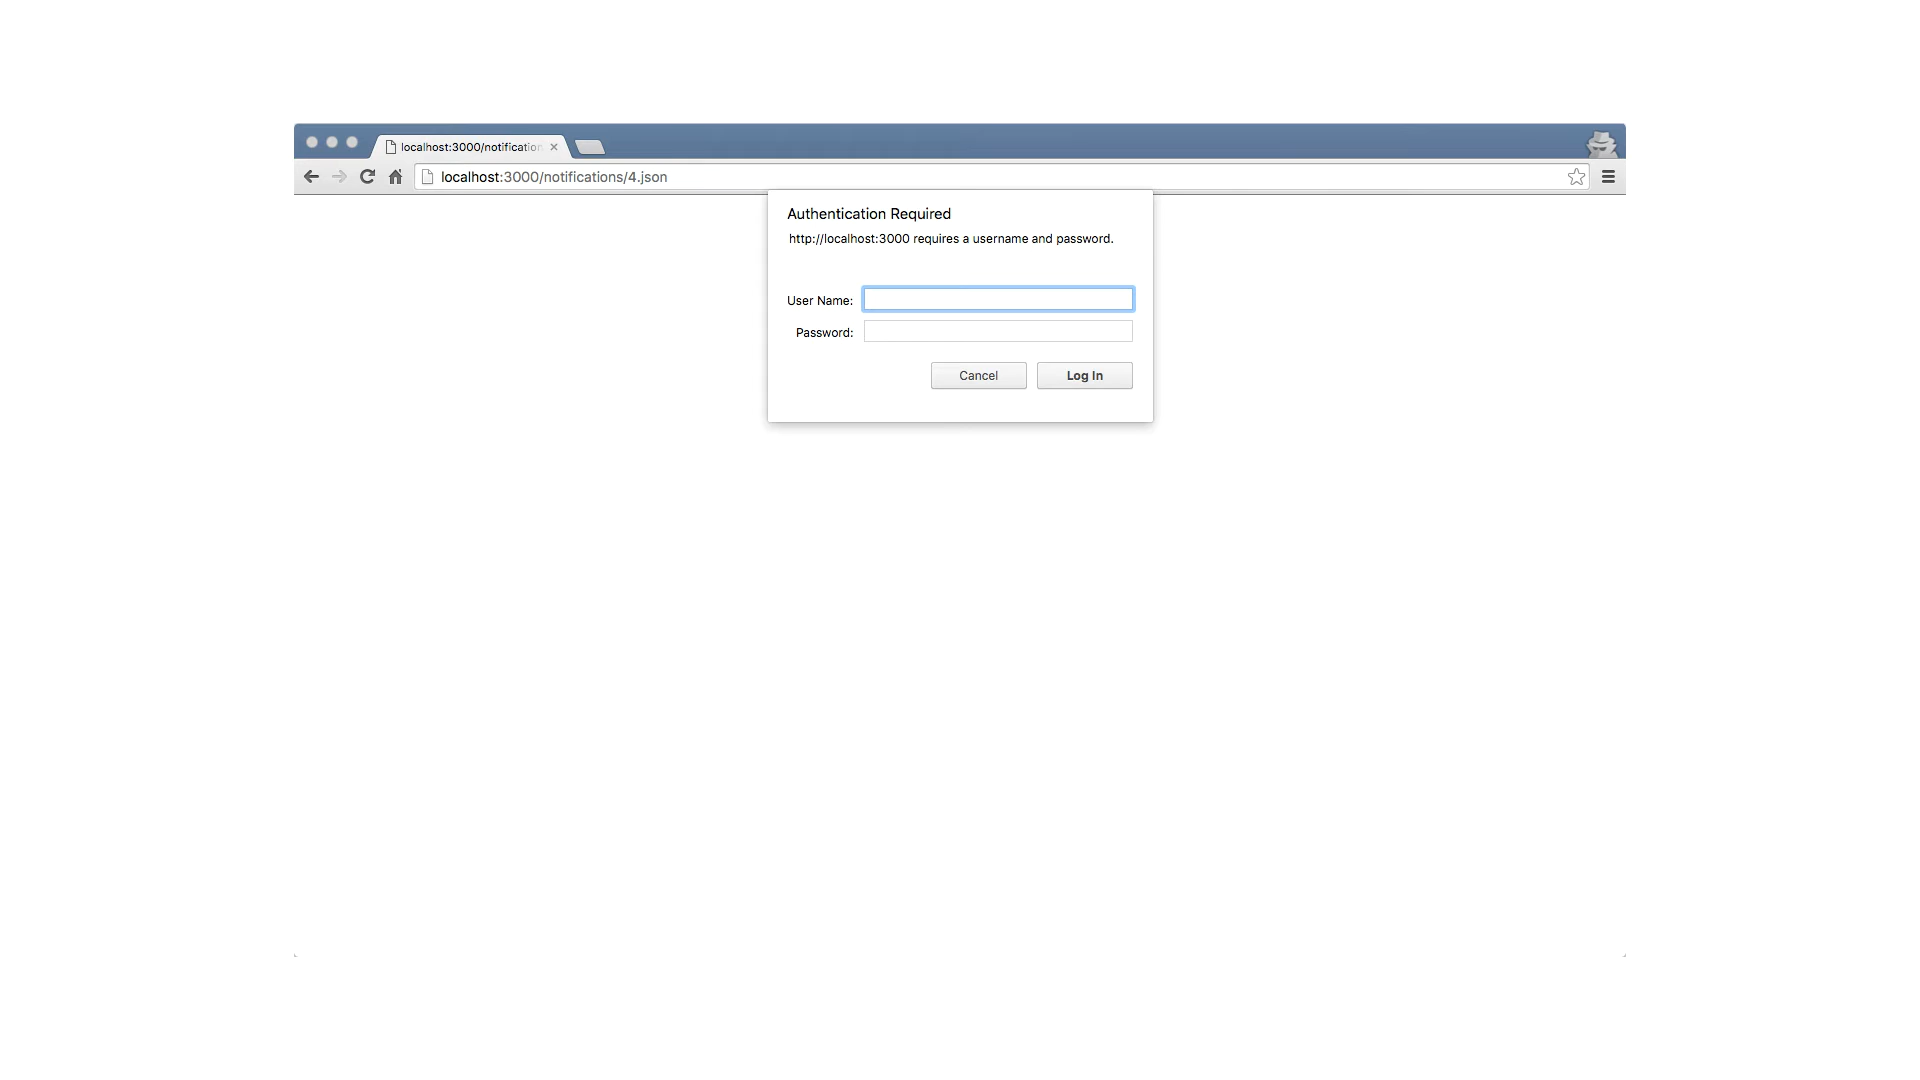 localhost:3000/notification
localhost:3000/notifications/4.json
Authentication Required
http://localhost:3000 requires a username and password.
User Name:
Password:
Cancel
Log In